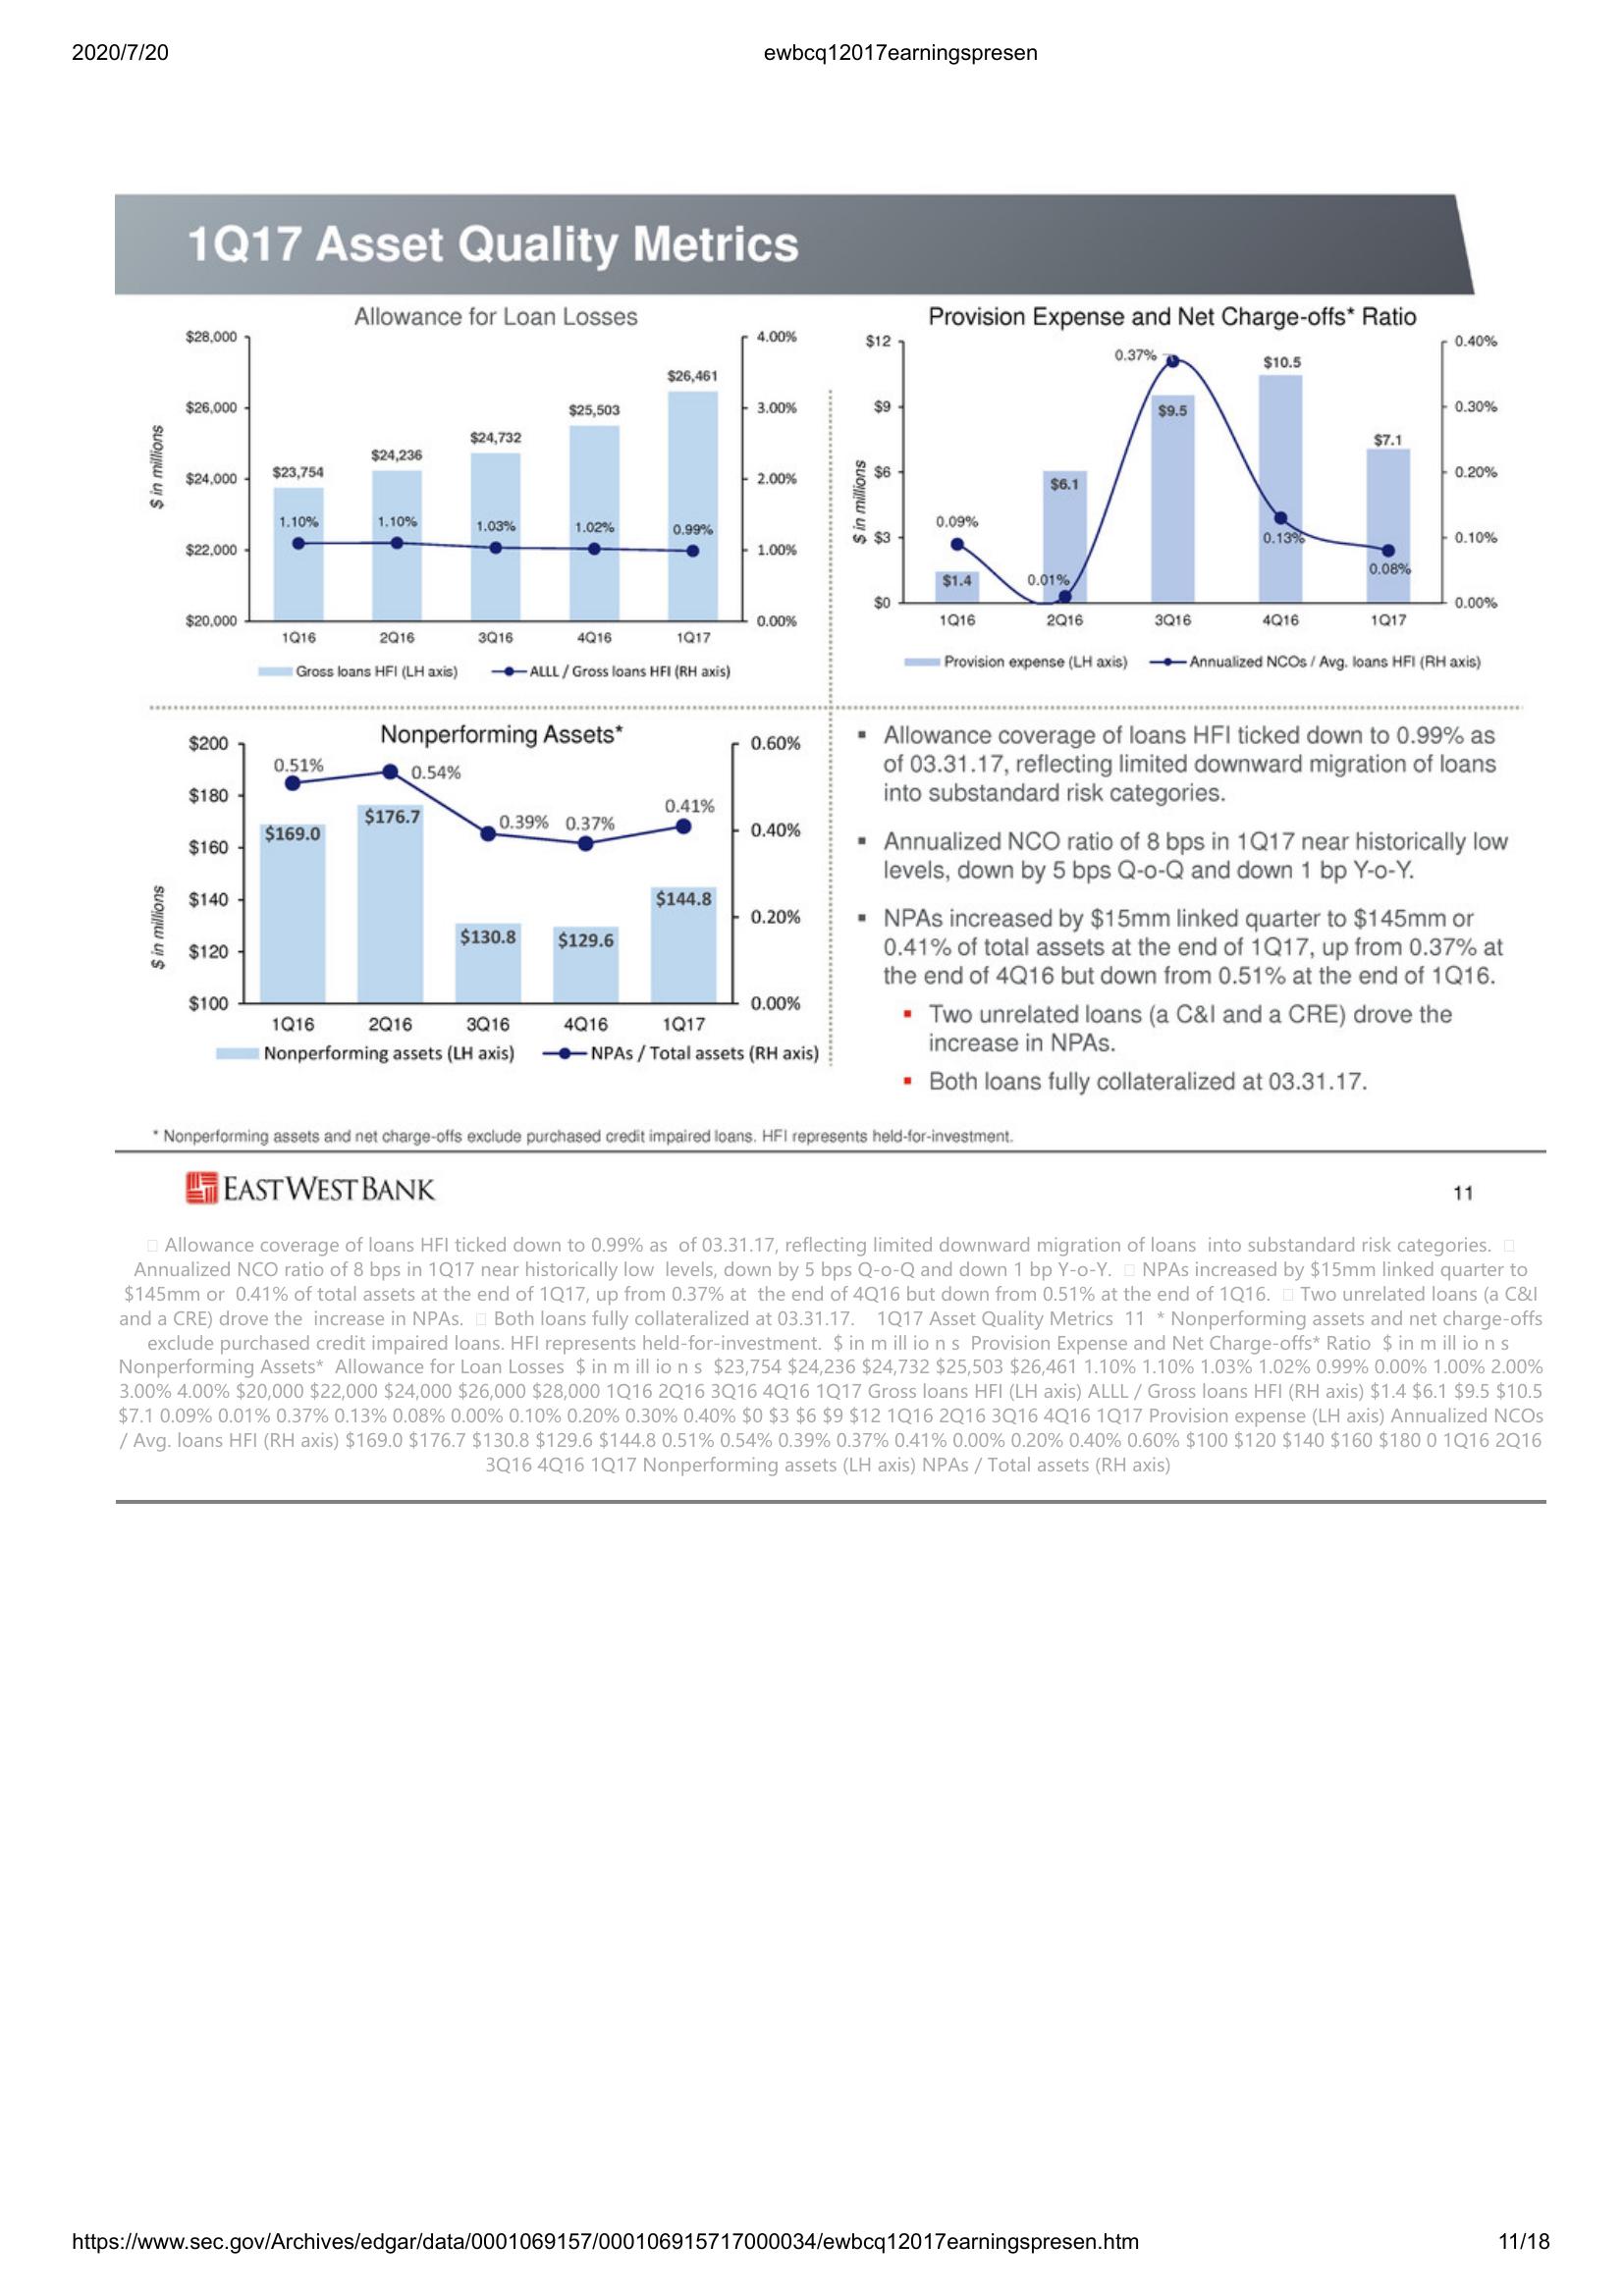 2020/7/20 ewbcq12017earningspresen
1Q17 Asset Quality Metrics
Allowance for Loan Losses
$28,000 4.00%
$26,000 3.00%
$24,000 2.00%
$22,000 1.00%
$20,000 0.00%
$ in millions
$23,754 $24,236 $24,732 $25,503 $26,461
1.10% 1.10% 1.03% 1.02% 0.99%
1Q16 2Q16 3Q16 4Q16 1Q17
Gross loans HFI (LH axis) ALLL / Gross loans HFI (RH axis)
Provision Expense and Net Charge-offs* Ratio
$12 0.40%
$9 0.30%
$6 0.20%
$3 0.10%
$0 0.00%
$ in millions
$1.4 $6.1 $9.5 $10.5 $7.1
0.09% 0.01% 0.37% 0.13% 0.08%
1Q16 2Q16 3Q16 4Q16 1Q17
Provision expense (LH axis) Annualized NCOs / Avg. loans HFI (RH axis)
Nonperforming Assets*
$200 0.60%
$180
$160 0.40%
$140
$120 0.20%
$100 0.00%
$ in millions
0.51% 0.54% 0.39% 0.37% 0.41%
$169.0 $176.7 $130.8 $129.6 $144.8
1Q16 2Q16 3Q16 4Q16 1Q17
Nonperforming assets (LH axis) NPAs / Total assets (RH axis)
▪ Allowance coverage of loans HFI ticked down to 0.99% as
of 03.31.17, reflecting limited downward migration of loans
into substandard risk categories.
▪ Annualized NCO ratio of 8 bps in 1Q17 near historically low
levels, down by 5 bps Q-o-Q and down 1 bp Y-o-Y.
▪ NPAs increased by $15mm linked quarter to $145mm or
0.41% of total assets at the end of 1Q17, up from 0.37% at
the end of 4Q16 but down from 0.51% at the end of 1Q16.
▪ Two unrelated loans (a C&I and a CRE) drove the
increase in NPAs.
▪ Both loans fully collateralized at 03.31.17.
* Nonperforming assets and net charge-offs exclude purchased credit impaired loans. HFI represents held-for-investment.
EAST WEST BANK
11
Allowance coverage of loans HFI ticked down to 0.99% as of 03.31.17, reflecting limited downward migration of loans into substandard risk categories.
Annualized NCO ratio of 8 bps in 1Q17 near historically low levels, down by 5 bps Q-o-Q and down 1 bp Y-o-Y. NPAs increased by $15mm linked quarter to
$145mm or 0.41% of total assets at the end of 1Q17, up from 0.37% at the end of 4Q16 but down from 0.51% at the end of 1Q16. Two unrelated loans (a C&I
and a CRE) drove the increase in NPAs. Both loans fully collateralized at 03.31.17. 1Q17 Asset Quality Metrics 11 * Nonperforming assets and net charge-offs
exclude purchased credit impaired loans. HFI represents held-for-investment. $ in m ill io n s Provision Expense and Net Charge-offs* Ratio $ in m ill io n s
Nonperforming Assets* Allowance for Loan Losses $ in m ill io n s $23,754 $24,236 $24,732 $25,503 $26,461 1.10% 1.10% 1.03% 1.02% 0.99% 0.00% 1.00% 2.00%
3.00% 4.00% $20,000 $22,000 $24,000 $26,000 $28,000 1Q16 2Q16 3Q16 4Q16 1Q17 Gross loans HFI (LH axis) ALLL / Gross loans HFI (RH axis) $1.4 $6.1 $9.5 $10.5
$7.1 0.09% 0.01% 0.37% 0.13% 0.08% 0.00% 0.10% 0.20% 0.30% 0.40% $0 $3 $6 $9 $12 1Q16 2Q16 3Q16 4Q16 1Q17 Provision expense (LH axis) Annualized NCOs
/ Avg. loans HFI (RH axis) $169.0 $176.7 $130.8 $129.6 $144.8 0.51% 0.54% 0.39% 0.37% 0.41% 0.00% 0.20% 0.40% 0.60% $100 $120 $140 $160 $180 0 1Q16 2Q16
3Q16 4Q16 1Q17 Nonperforming assets (LH axis) NPAs / Total assets (RH axis)
https://www.sec.gov/Archives/edgar/data/0001069157/000106915717000034/ewbcq12017earningspresen.htm 11/18